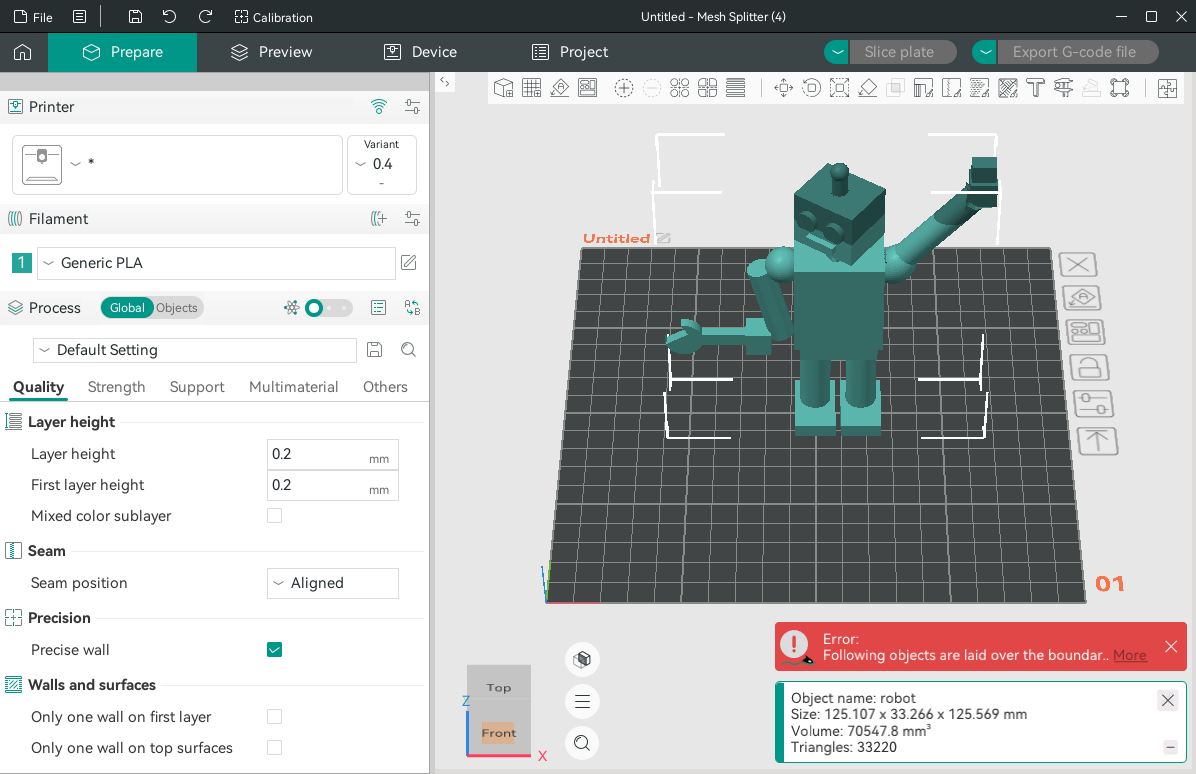 File
Calibration
Untitled - Mesh Splitter (4)
Prepare
Preview
Device
Project
Slice plate
Export G-code file
Printer
*
Variant
0.4
-
Filament
1
Generic PLA
Process
Global
Objects
Default Setting
Quality
Strength
Support
Multimaterial
Others
Layer height
Layer height
0.2
mm
First layer height
0.2
mm
Mixed color sublayer
Seam
Seam position
Aligned
Precision
Precise wall
Walls and surfaces
Only one wall on first layer
Only one wall on top surfaces
Untitled
01
Top
Front
Z
X
Error:
Following objects are laid over the boundar.. More
Object name: robot
Size: 125.107 x 33.266 x 125.569 mm
Volume: 70547.8 mm³
Triangles: 33220